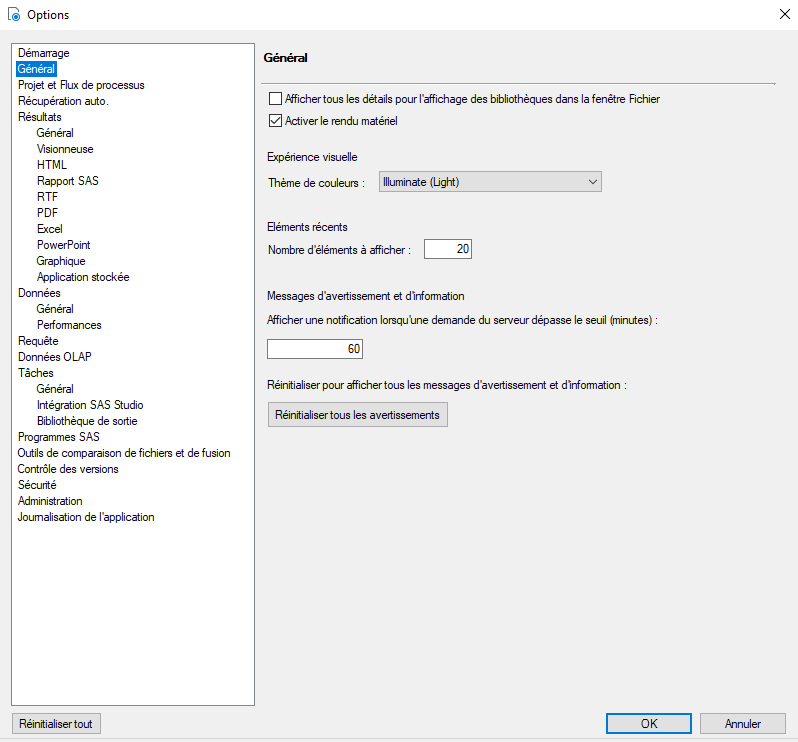 Options
Démarrage
Général
Projet et Flux de processus
Récupération auto.
Résultats
Général
Visionneuse
HTML
Rapport SAS
RTF
PDF
Excel
PowerPoint
Graphique
Application stockée
Données
Général
Performances
Requête
Données OLAP
Tâches
Général
Intégration SAS Studio
Bibliothèque de sortie
Programmes SAS
Outils de comparaison de fichiers et de fusion
Contrôle des versions
Sécurité
Administration
Journalisation de l'application
Général
Afficher tous les détails pour l'affichage des bibliothèques dans la fenêtre Fichier
Activer le rendu matériel
Expérience visuelle
Thème de couleurs : Illuminate (Light)
Eléments récents
Nombre d'éléments à afficher : 20
Messages d'avertissement et d'information
Afficher une notification lorsqu'une demande du serveur dépasse le seuil (minutes) :
60
Réinitialiser pour afficher tous les messages d'avertissement et d'information :
Réinitialiser tous les avertissements
Réinitialiser tout OK Annuler